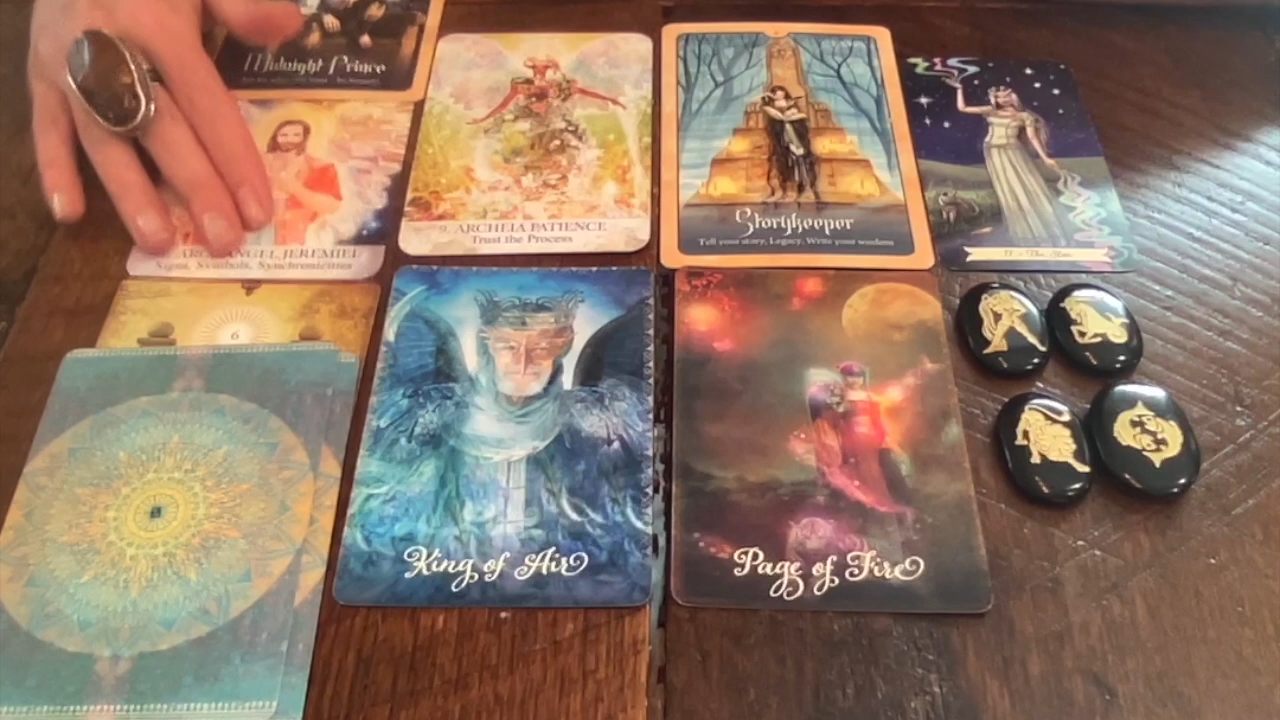 Midnight Prince
9. ARCHEIA PATIENCE
Trust the Process
Storykeeper
Tell your story, Legacy, Write your wisdom
17 - The Star
ARCHANGEL JEREMIEL
Signs, Symbols, Synchronicities
6
King of Air
Page of Fire